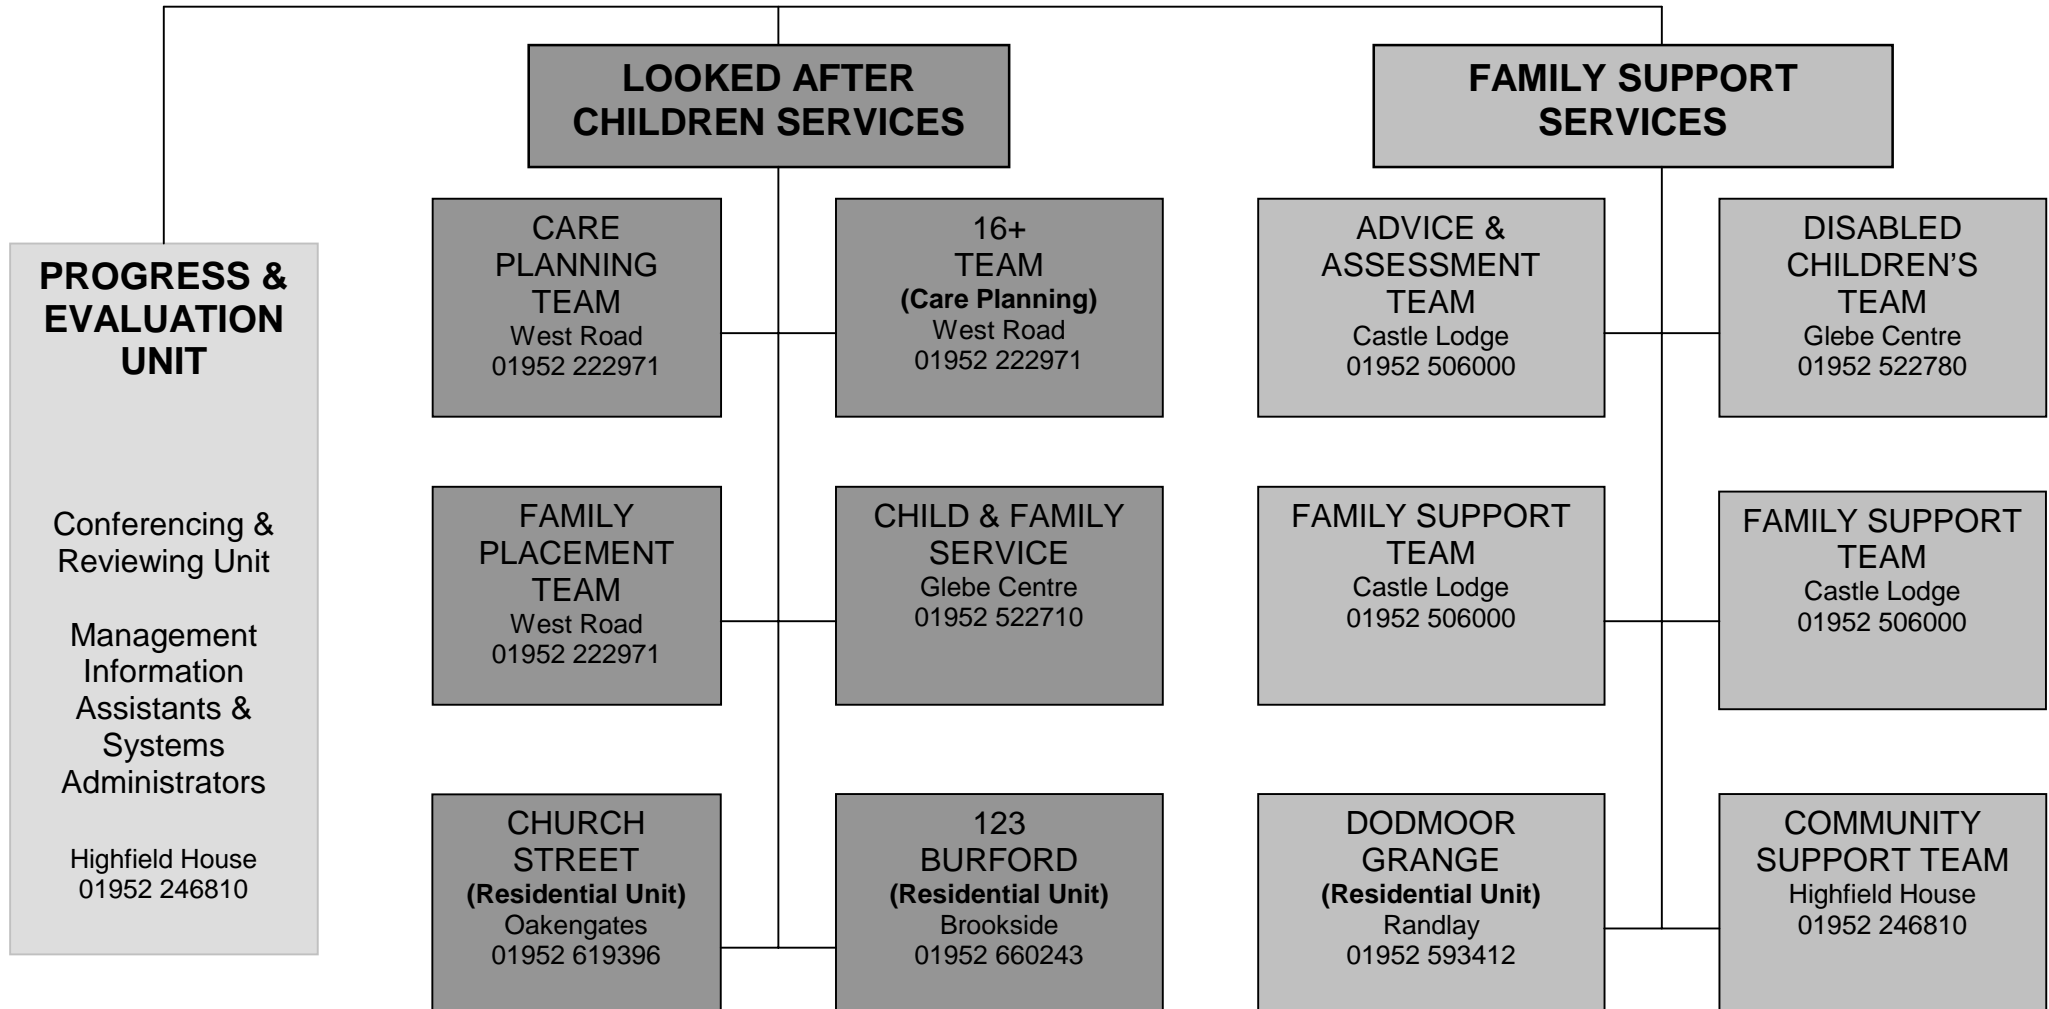 LOOKED AFTER
CHILDREN SERVICES
FAMILY SUPPORT
SERVICES
PROGRESS &
EVALUATION
UNIT
Conferencing &
Reviewing Unit
Management
Information
Assistants &
Systems
Administrators
Highfield House
01952 246810
CARE
PLANNING
TEAM
West Road
01952 222971
16+
TEAM
(Care Planning)
West Road
01952 222971
ADVICE &
ASSESSMENT
TEAM
Castle Lodge
01952 506000
DISABLED
CHILDREN’S
TEAM
Glebe Centre
01952 522780
FAMILY
PLACEMENT
TEAM
West Road
01952 222971
CHILD & FAMILY
SERVICE
Glebe Centre
01952 522710
FAMILY SUPPORT
TEAM
Castle Lodge
01952 506000
FAMILY SUPPORT
TEAM
Castle Lodge
01952 506000
CHURCH
STREET
(Residential Unit)
Oakengates
01952 619396
123
BURFORD
(Residential Unit)
Brookside
01952 660243
DODMOOR
GRANGE
(Residential Unit)
Randlay
01952 593412
COMMUNITY
SUPPORT TEAM
Highfield House
01952 246810